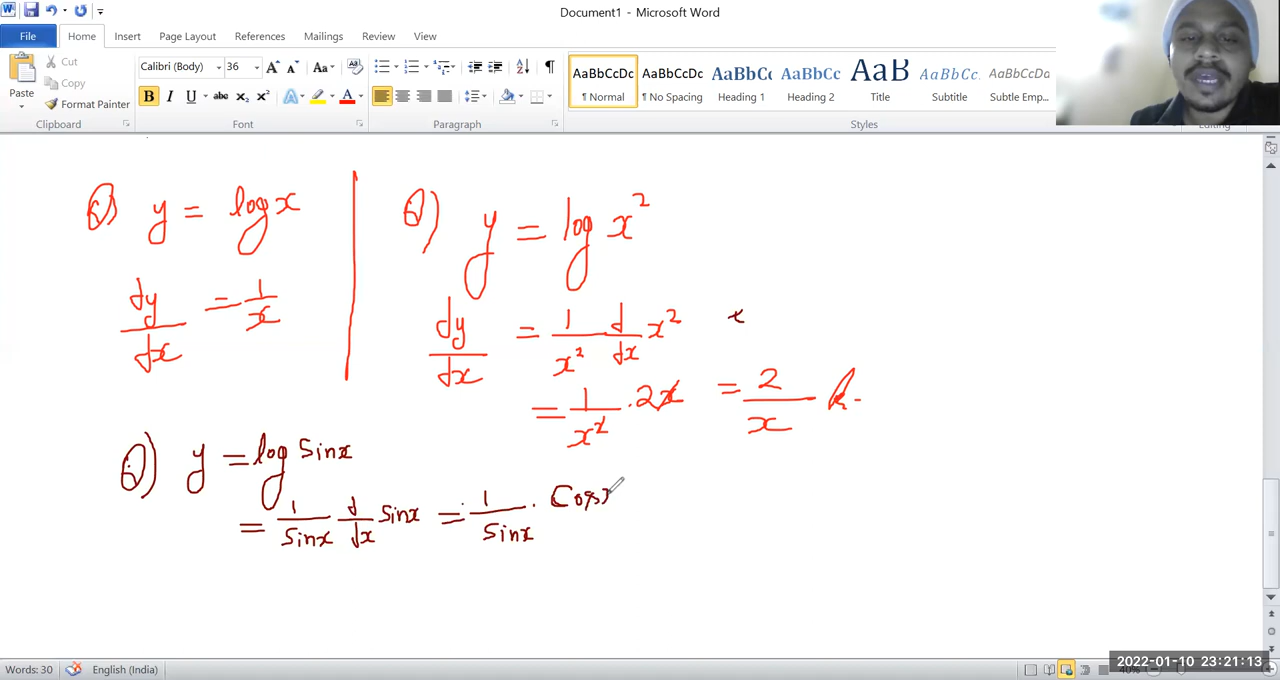 Document1 - Microsoft Word
File Home Insert Page Layout References Mailings Review View
Paste
Cut
Copy
Format Painter
Clipboard
Calibri (Body) 36
B I U abc x₂ x²
Font
Paragraph
AaBbCcDc AaBbCcDc AaBbCc AaBbCc AaB AaBbCc. AaBbCcDa
¶ Normal ¶ No Spacing Heading 1 Heading 2 Title Subtitle Subtle Emp...
Styles
Q) y = log x
dy/dx = 1/x
Q) y = log x²
dy/dx = 1/x² d/dx x²
= 1/x² . 2x = 2/x
Q) y = log Sinx
= 1/Sinx d/dx Sinx = 1/Sinx . Cosx
Words: 30 English (India)
2022-01-10 23:21:13